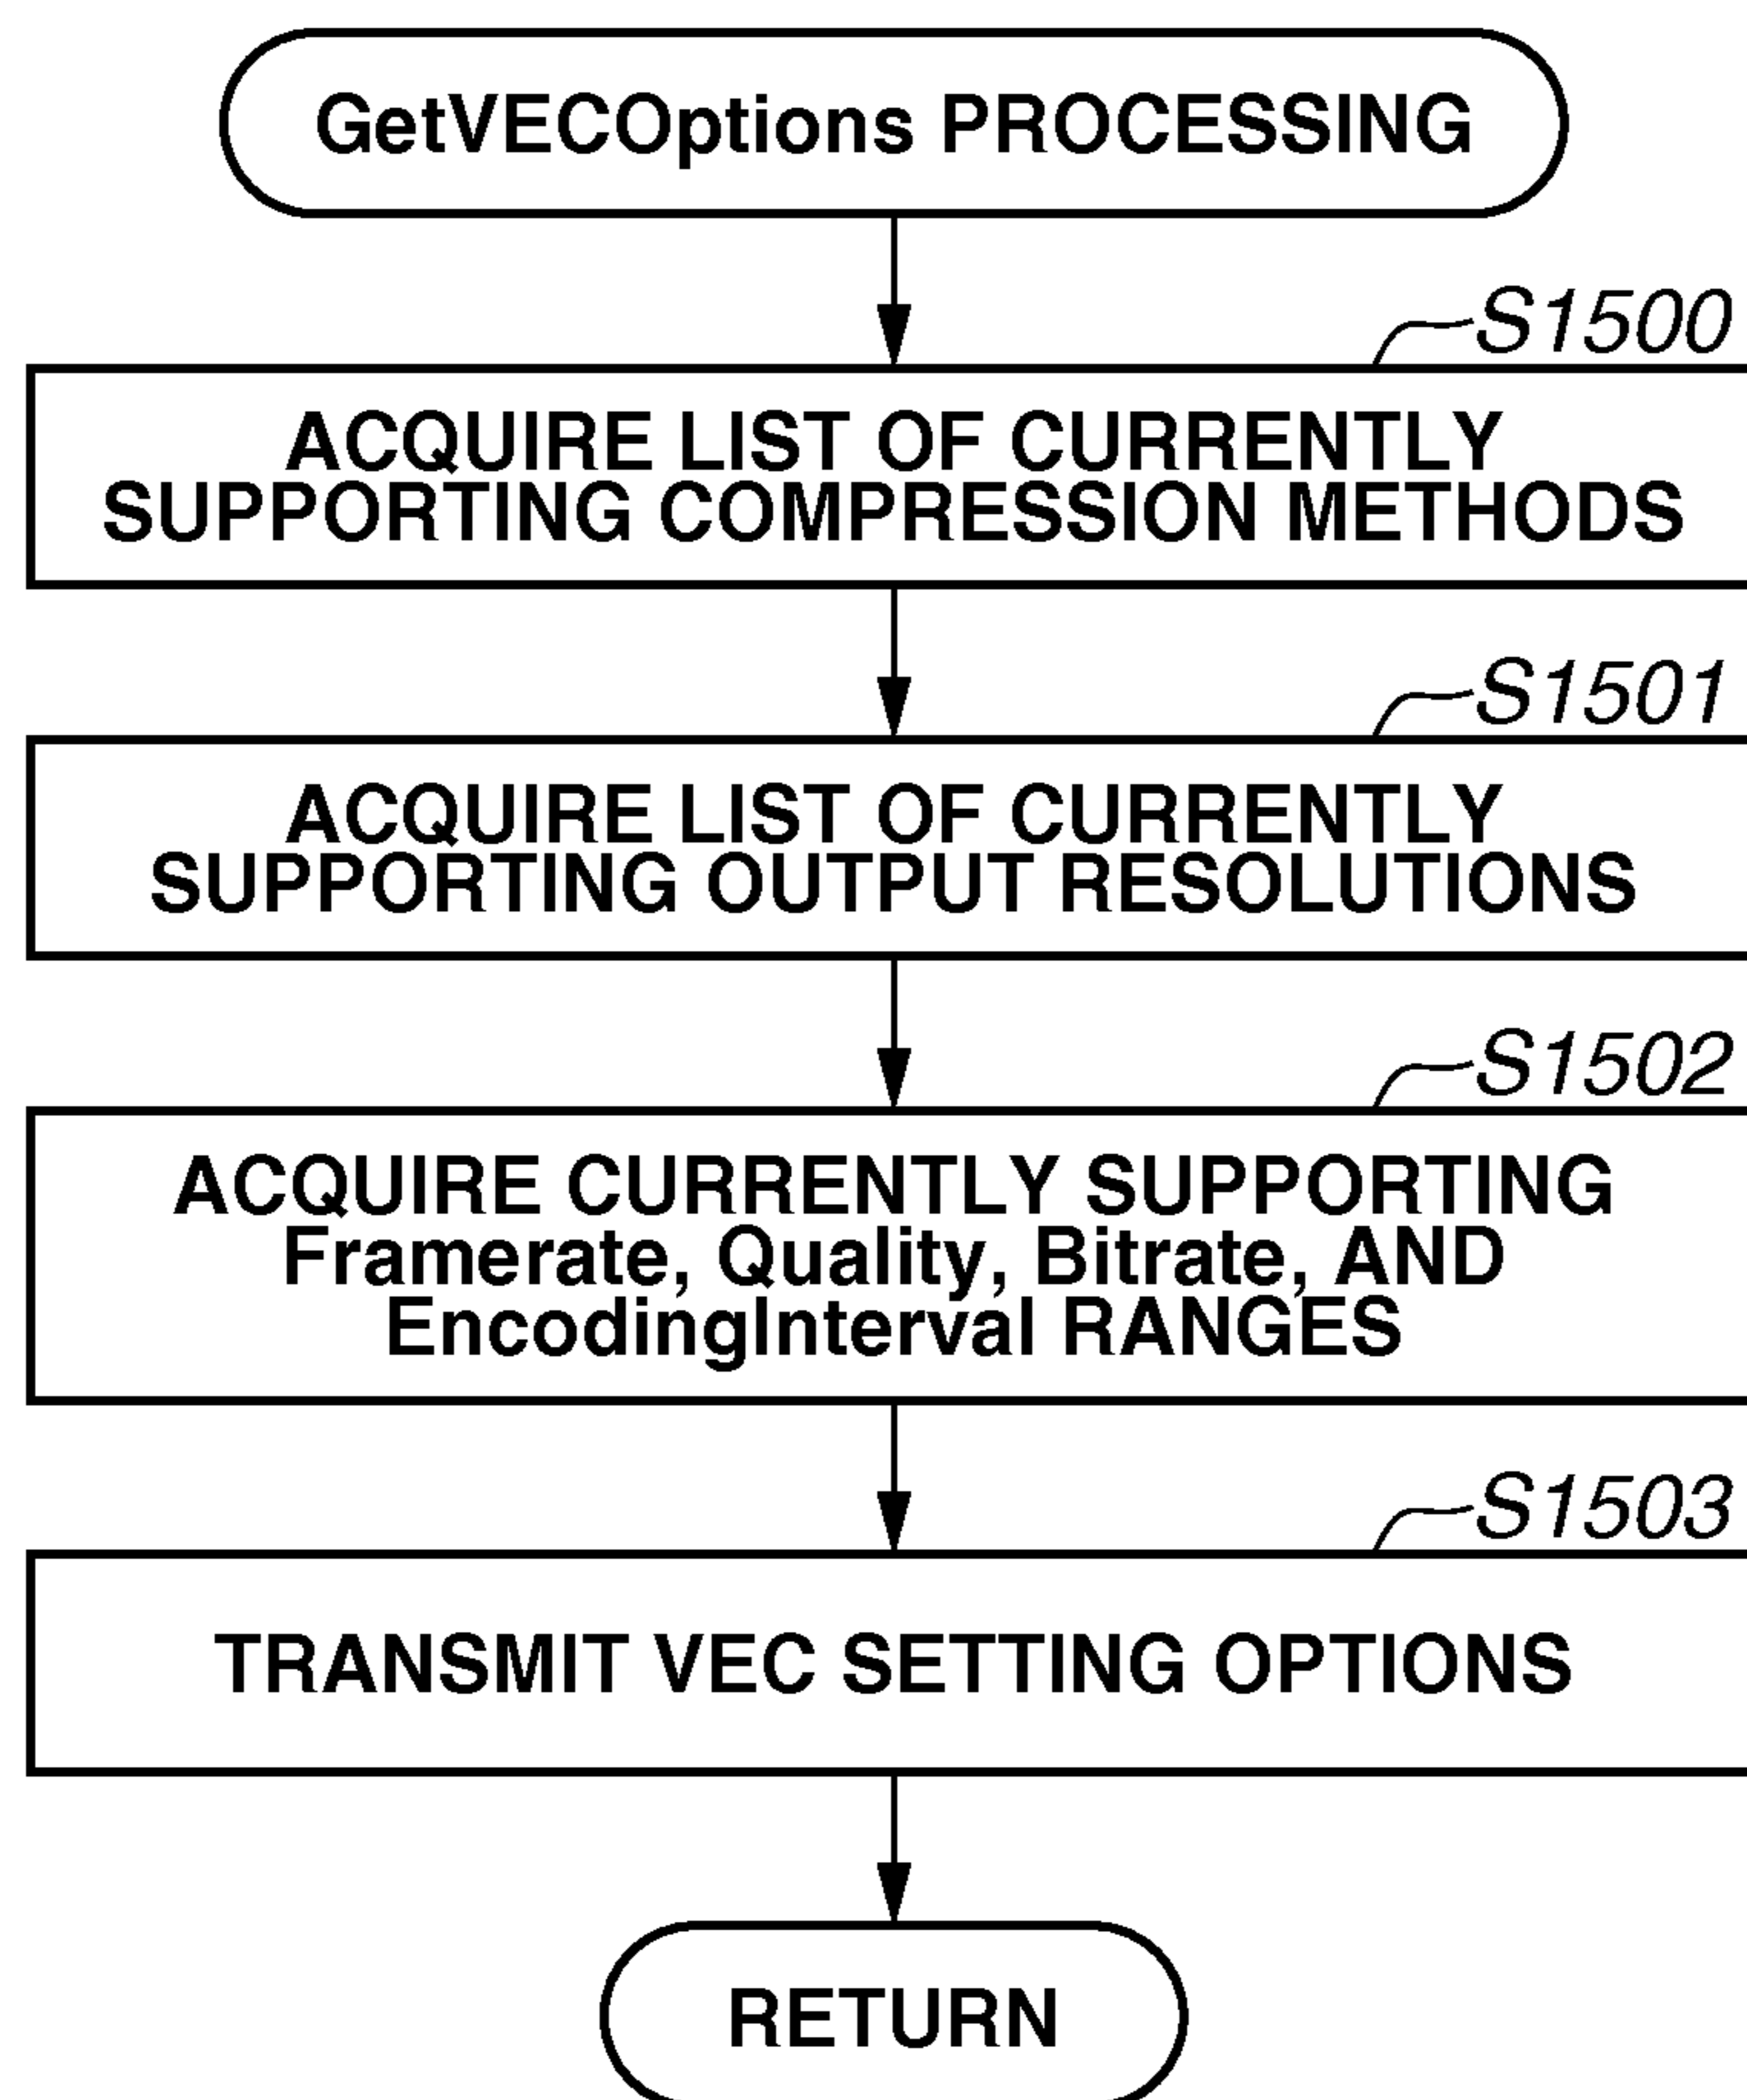 GetVECOptions PROCESSING
S1500
ACQUIRE LIST OF CURRENTLY
SUPPORTING COMPRESSION METHODS
S1501
ACQUIRE LIST OF CURRENTLY
SUPPORTING OUTPUT RESOLUTIONS
S1502
ACQUIRE CURRENTLY SUPPORTING
Framerate, Quality, Bitrate, AND
EncodingInterval RANGES
S1503
TRANSMIT VEC SETTING OPTIONS
RETURN